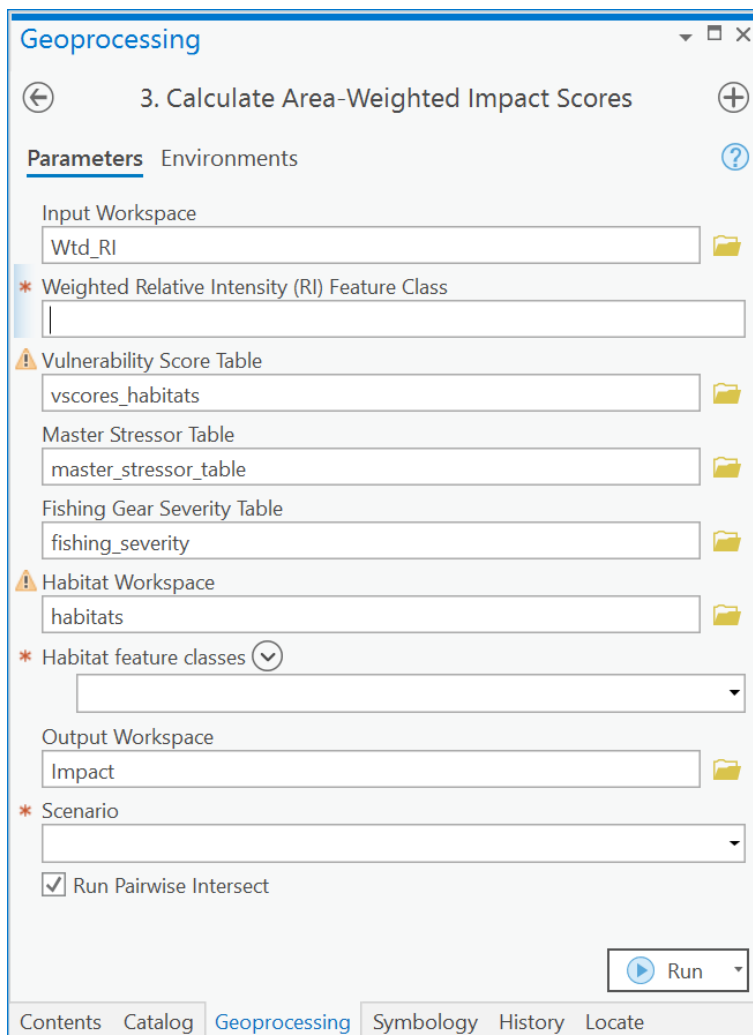 Geoprocessing
3. Calculate Area-Weighted Impact Scores
Parameters Environments
?
Input Workspace
Wtd_RI
* Weighted Relative Intensity (RI) Feature Class
Vulnerability Score Table
vscores_habitats
Master Stressor Table
master_stressor_table
Fishing Gear Severity Table
fishing_severity
Habitat Workspace
habitats
* Habitat feature classes
Output Workspace
Impact
* Scenario
Run Pairwise Intersect
Run
Contents Catalog Geoprocessing Symbology History Locate